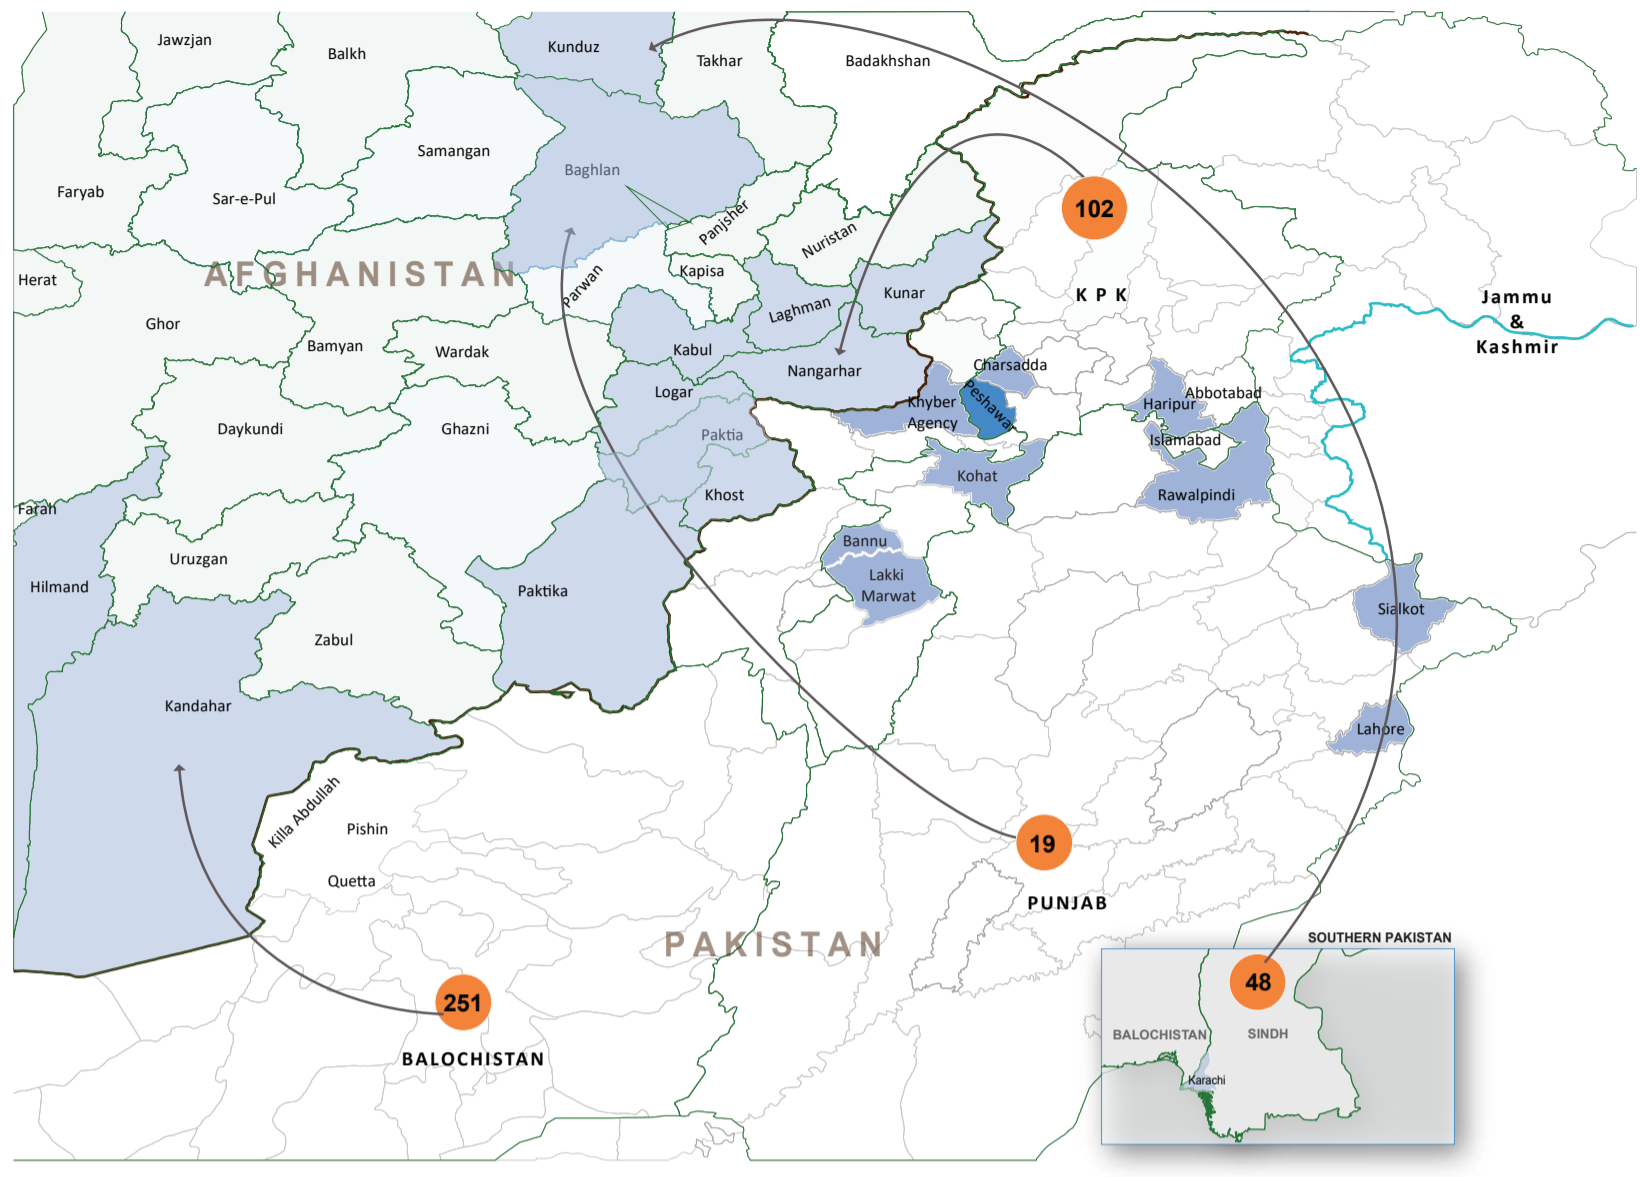 Jawzjan
Balkh
Kunduz
Takhar
Badakhshan
Samangan
Baghlan
Faryab
Sar-e-Pul
102
Panjsher
Nuristan
AFGHANISTAN
Herat
Parwan
Kapisa
Kunar
KPK
Jammu
&
Kashmir
Laghman
Ghor
Bamyan
Wardak
Kabul
Nangarhar
Charsadda
Logar
Khyber
Agency
Peshawar
Haripur
Abbotabad
Islamabad
Daykundi
Ghazni
Paktia
Kohat
Khost
Rawalpindi
Farah
Bannu
Uruzgan
Hilmand
Paktika
Lakki
Marwat
Sialkot
Zabul
Kandahar
Lahore
Killa Abdullah
Pishin
19
Quetta
PUNJAB
PAKISTAN
SOUTHERN PAKISTAN
251
48
BALOCHISTAN
SINDH
BALOCHISTAN
Karachi